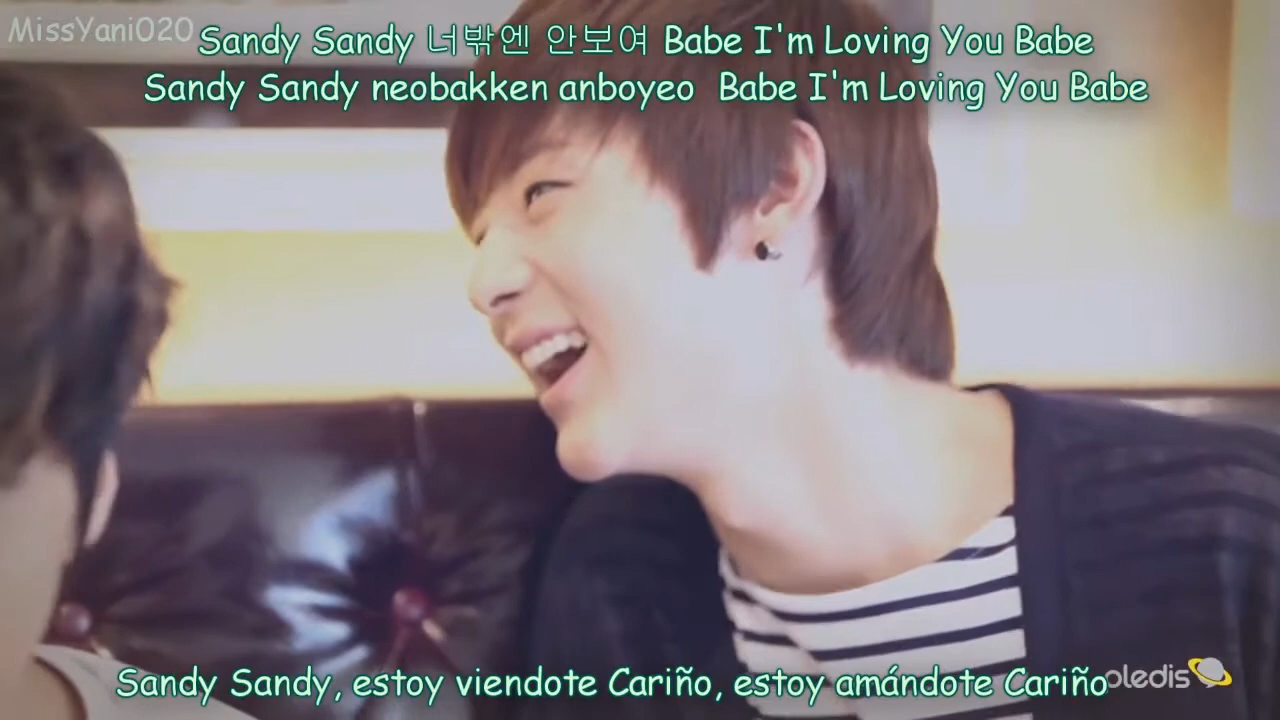 MissYani020
Sandy Sandy 너밖엔 안보여 Babe I'm Loving You Babe
Sandy Sandy neobakken anboyeo Babe I'm Loving You Babe
Sandy Sandy, estoy viendote Cariño, estoy amándote Cariño
oledis